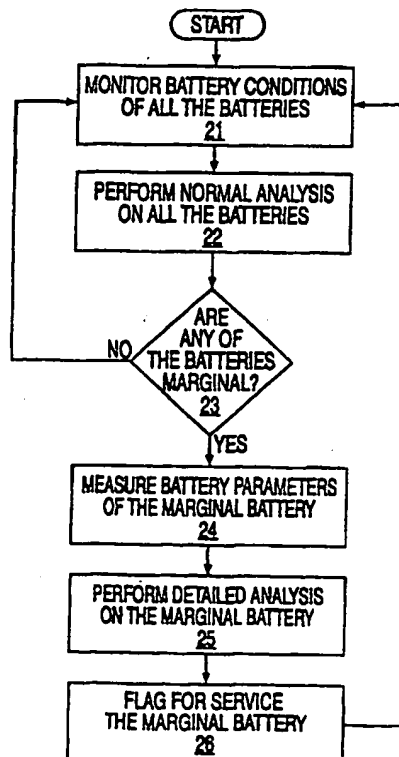 START
MONITOR BATTERY CONDITIONS
OF ALL THE BATTERIES
21
PERFORM NORMAL ANALYSIS
ON ALL THE BATTERIES
22
ARE
ANY OF
THE BATTERIES
MARGINAL?
23
NO
YES
MEASURE BATTERY PARAMETERS
OF THE MARGINAL BATTERY
24
PERFORM DETAILED ANALYSIS
ON THE MARGINAL BATTERY
25
FLAG FOR SERVICE
THE MARGINAL BATTERY
26